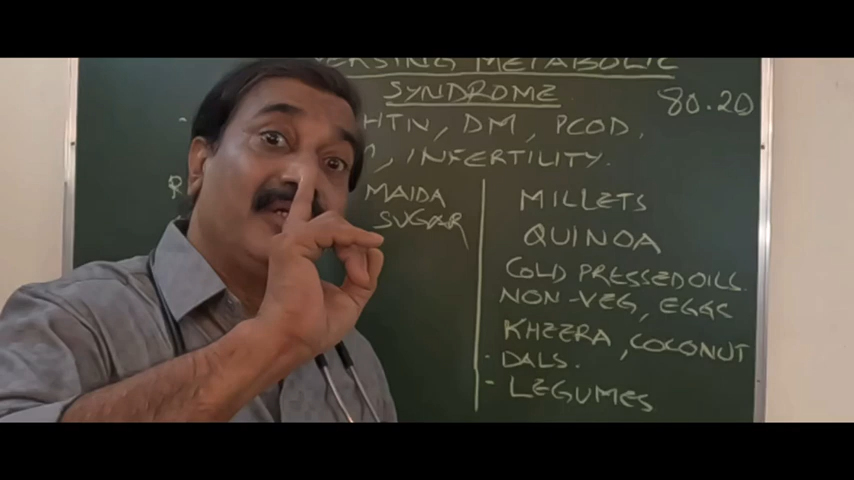 METABOLIC
SYNDROME
80.20
HTN, DM, PCOD,
, INFERTILITY.
MAIDA
SUGAR
MILLETS
QUINOA
COLD PRESSED OILS.
NON-VEG, EGGS
KHEERA, COCONUT
- DALS.
- LEGUMES